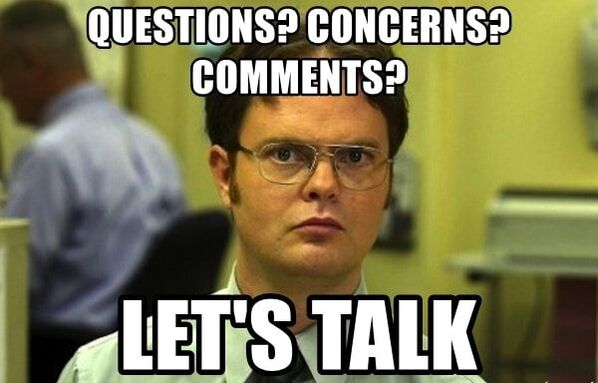 QUESTIONS? CONCERNS?
COMMENTS?
LET'S TALK